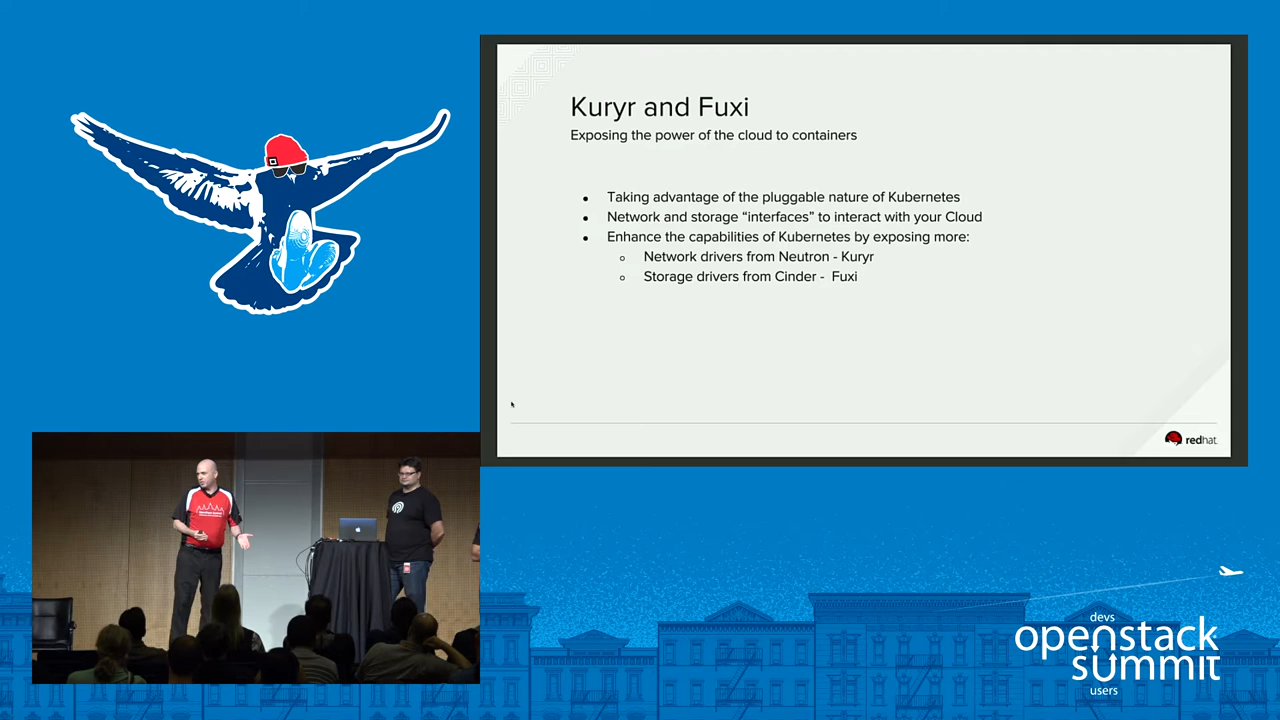 Kuryr and Fuxi
Exposing the power of the cloud to containers
• Taking advantage of the pluggable nature of Kubernetes
• Network and storage “interfaces” to interact with your Cloud
• Enhance the capabilities of Kubernetes by exposing more:
○ Network drivers from Neutron - Kuryr
○ Storage drivers from Cinder - Fuxi
redhat.
devs
openstack
summit
users